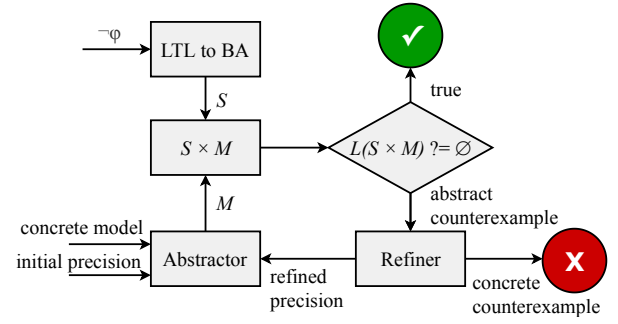 ¬φ
LTL to BA
true
S
S × M
L(S × M) ?= ∅
M
abstract
counterexample
concrete model
initial precision
Abstractor
refined
precision
Refiner
concrete
counterexample
X